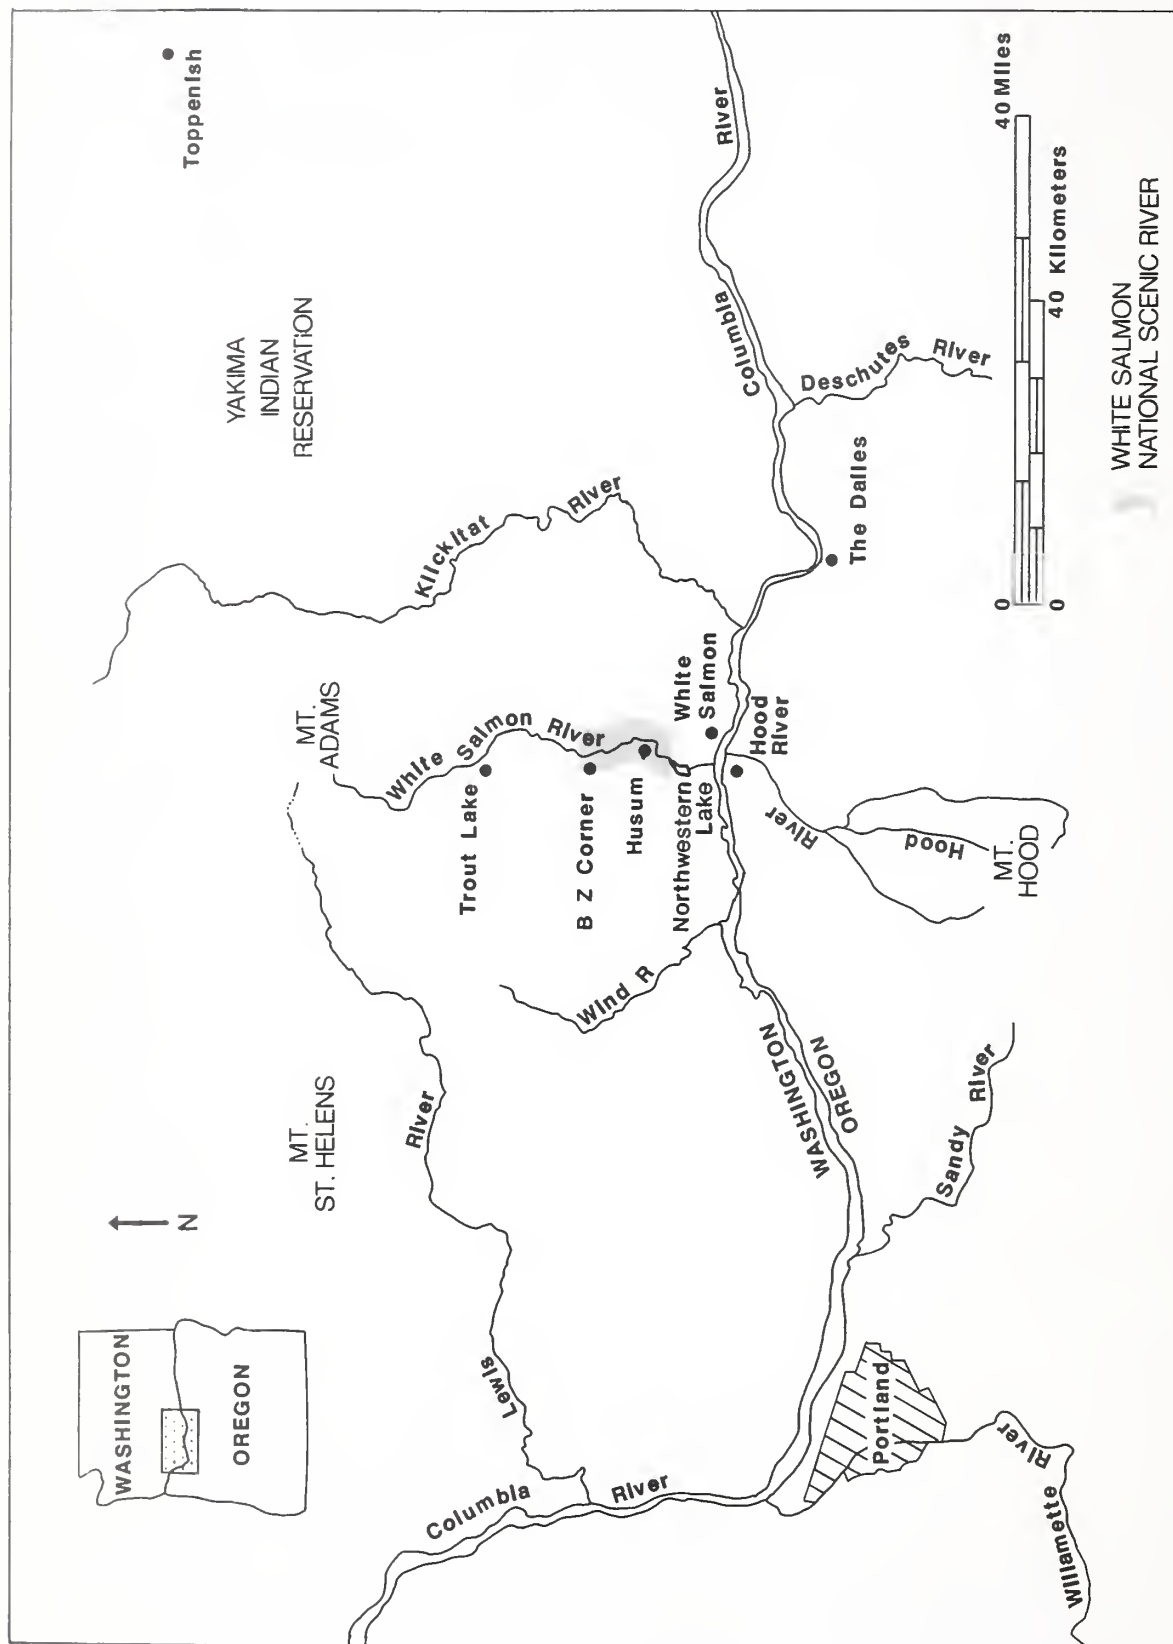 WASHINGTON
OREGON
N
MT.
ST. HELENS
MT.
ADAMS
YAKIMA
INDIAN
RESERVATION
Toppenish
Columbia
River
Lewis
River
Wind R
White Salmon River
Trout Lake
B Z Corner
Husum
Northwestern
Lake
White
Salmon
Klickitat
River
Columbia
River
WASHINGTON
OREGON
Hood
River
River
Hood
MT.
HOOD
The Dalles
Deschutes
River
Portland
Willamette
River
Sandy
River
0
40 Miles
0
40 Kilometers
WHITE SALMON
NATIONAL SCENIC RIVER